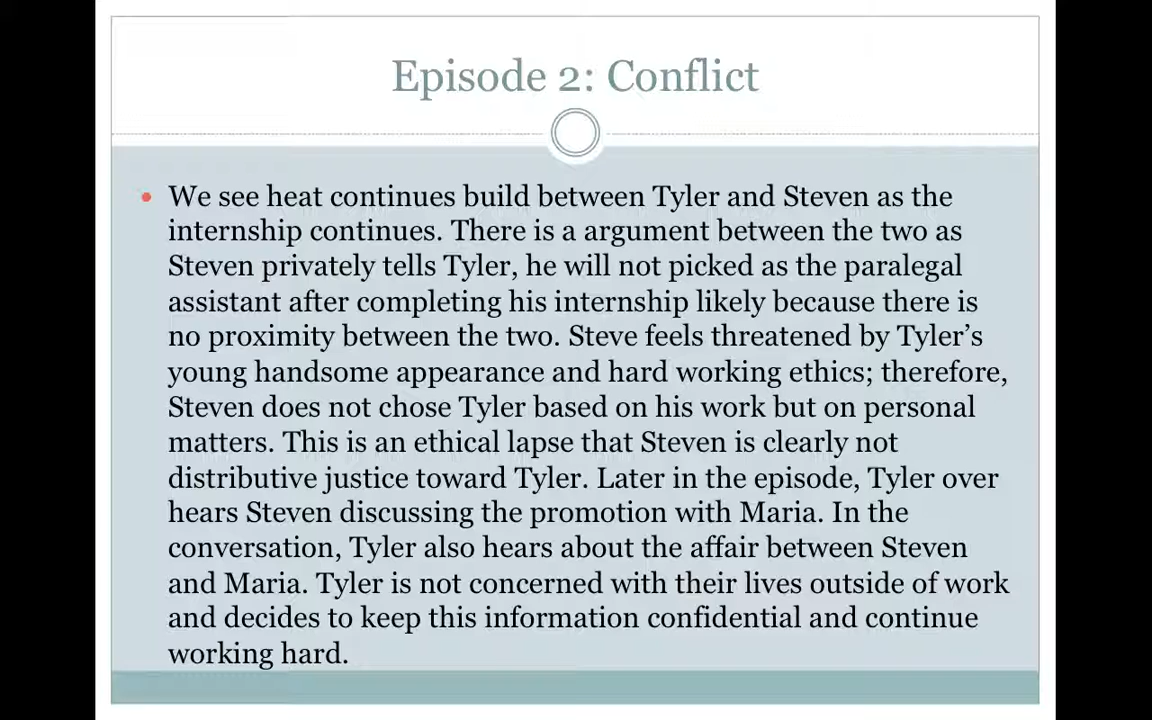 Episode 2: Conflict
We see heat continues build between Tyler and Steven as the
internship continues. There is a argument between the two as
Steven privately tells Tyler, he will not picked as the paralegal
assistant after completing his internship likely because there is
no proximity between the two. Steve feels threatened by Tyler’s
young handsome appearance and hard working ethics; therefore,
Steven does not chose Tyler based on his work but on personal
matters. This is an ethical lapse that Steven is clearly not
distributive justice toward Tyler. Later in the episode, Tyler over
hears Steven discussing the promotion with Maria. In the
conversation, Tyler also hears about the affair between Steven
and Maria. Tyler is not concerned with their lives outside of work
and decides to keep this information confidential and continue
working hard.